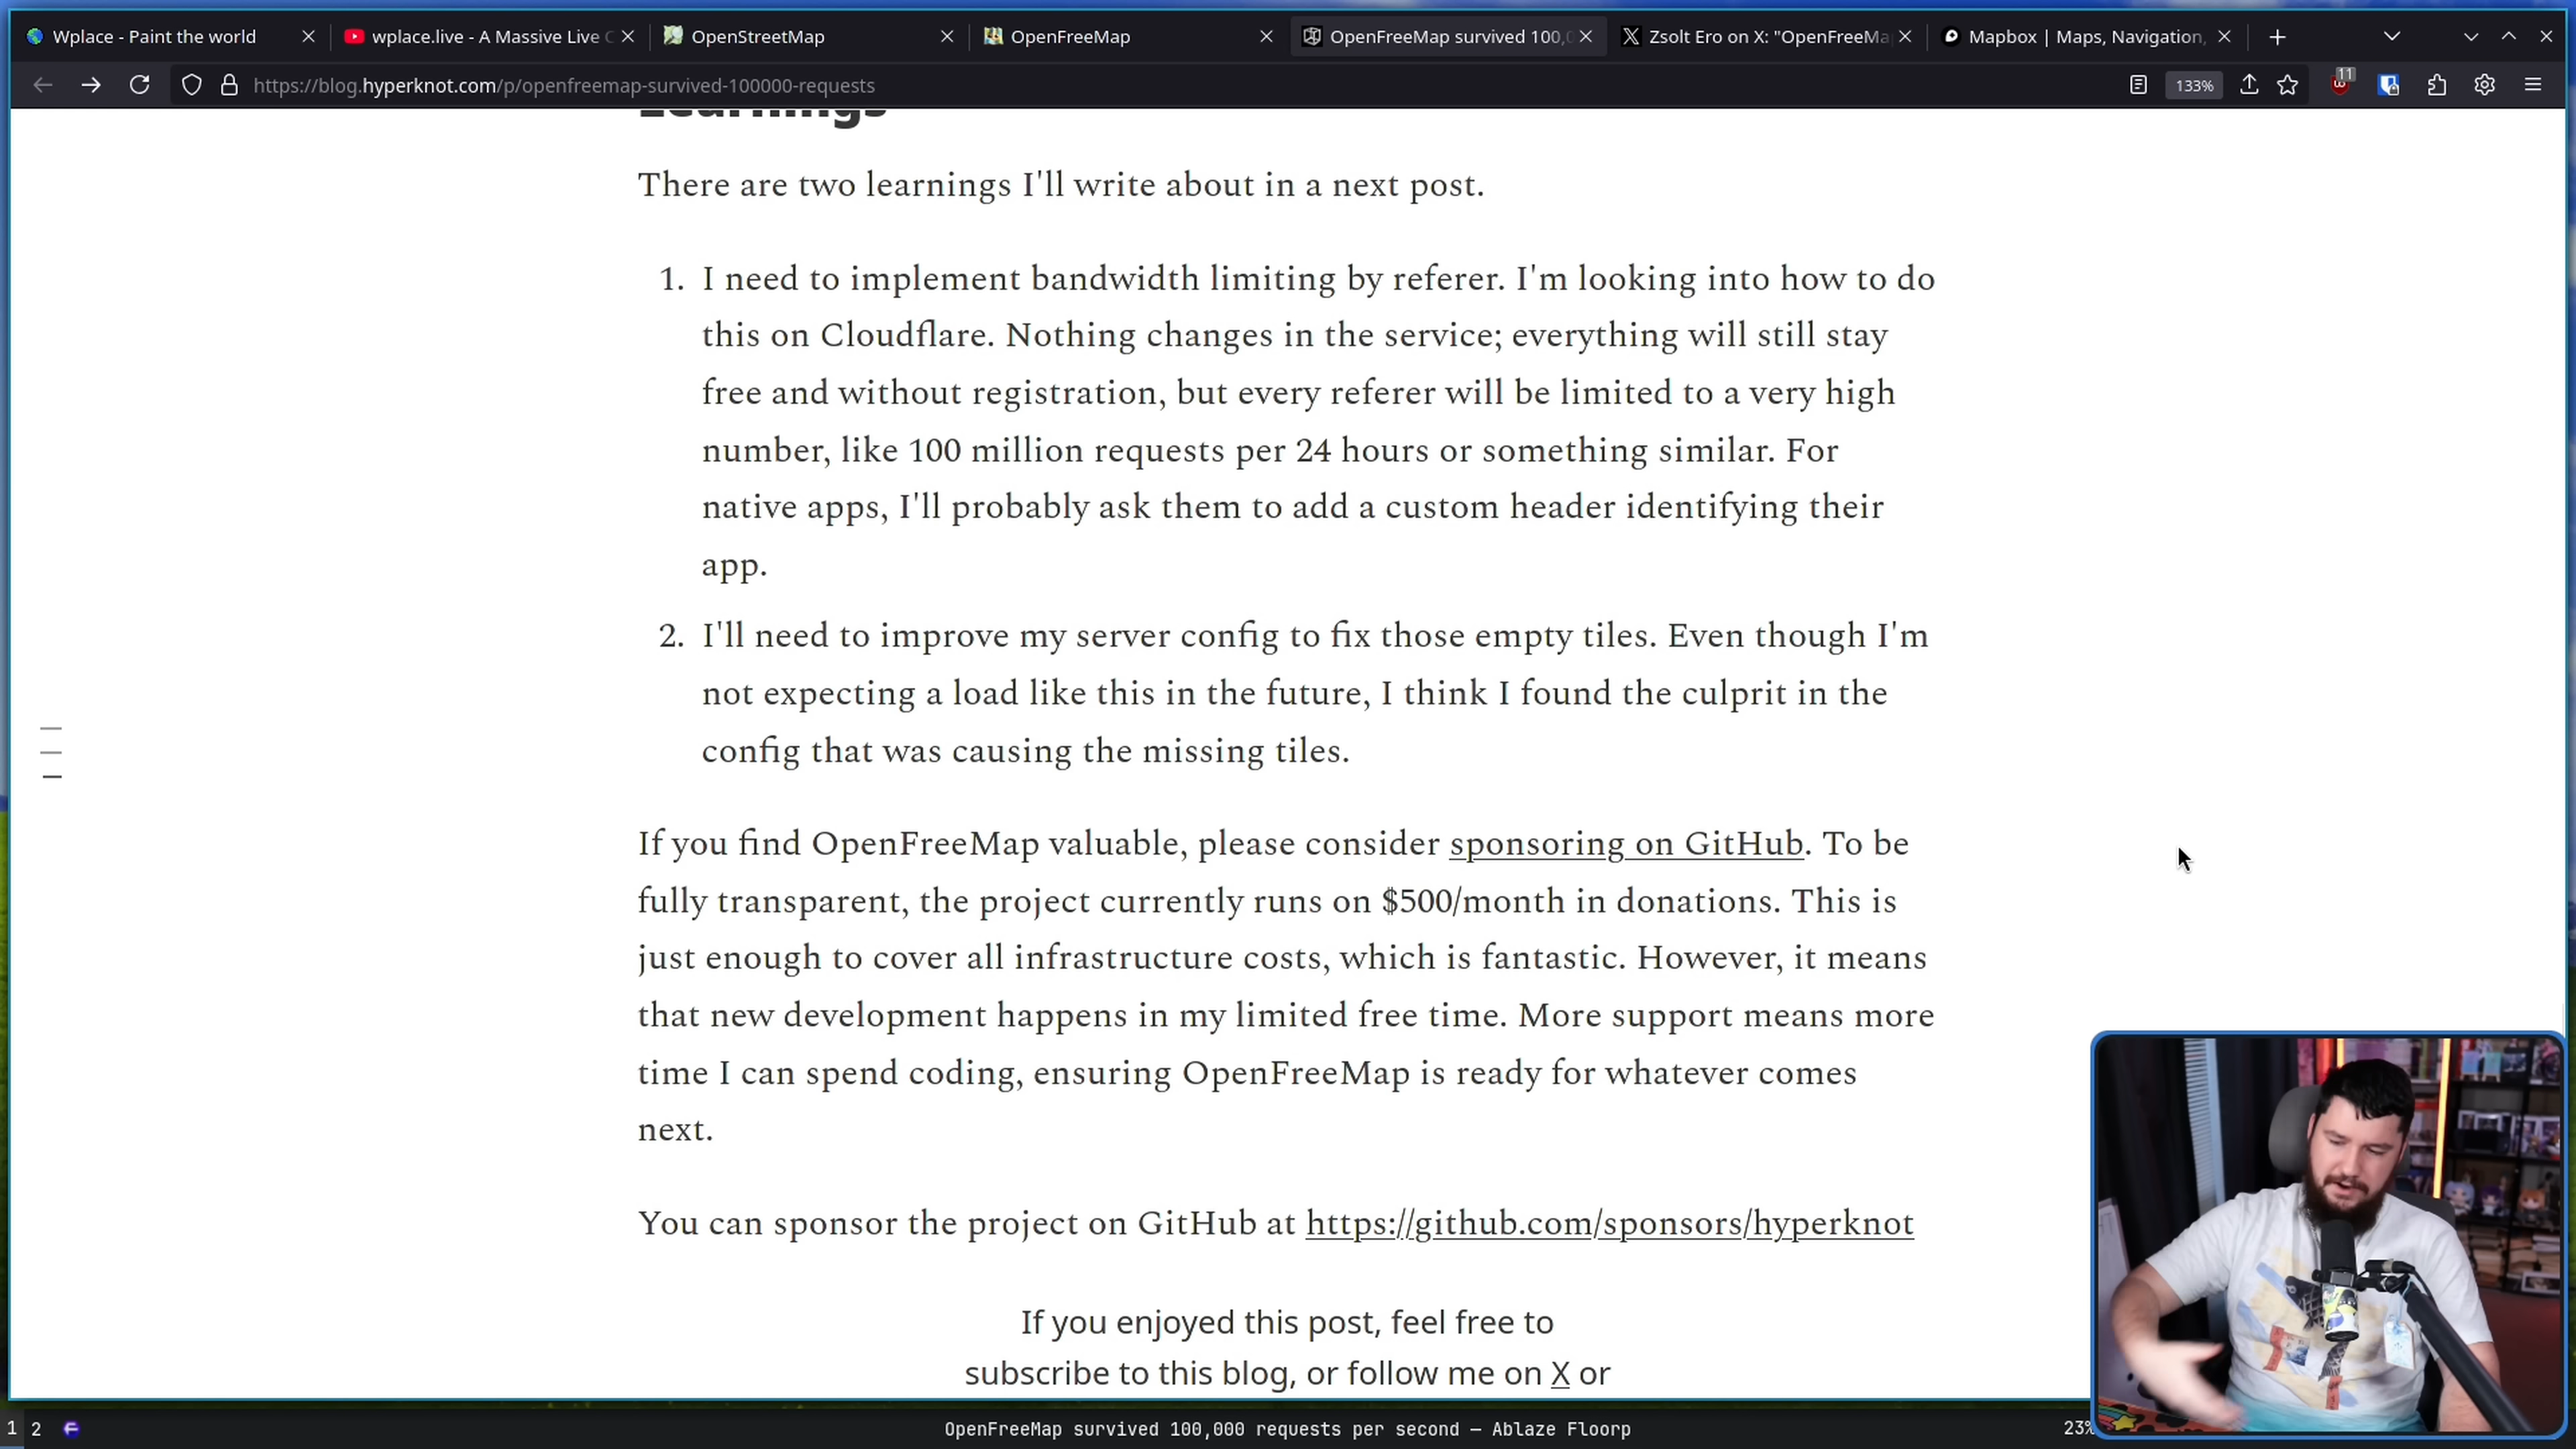 Wplace - Paint the world
wplace.live - A Massive Live C
OpenStreetMap
OpenFreeMap
OpenFreeMap survived 100,0
Zsolt Ero on X: "OpenFreeMa
Mapbox | Maps, Navigation,
https://blog.hyperknot.com/p/openfreemap-survived-100000-requests
133%
11
Learnings
There are two learnings I'll write about in a next post.
1. I need to implement bandwidth limiting by referer. I'm looking into how to do
this on Cloudflare. Nothing changes in the service; everything will still stay
free and without registration, but every referer will be limited to a very high
number, like 100 million requests per 24 hours or something similar. For
native apps, I'll probably ask them to add a custom header identifying their
app.
2. I'll need to improve my server config to fix those empty tiles. Even though I'm
not expecting a load like this in the future, I think I found the culprit in the
config that was causing the missing tiles.
If you find OpenFreeMap valuable, please consider sponsoring on GitHub. To be
fully transparent, the project currently runs on $500/month in donations. This is
just enough to cover all infrastructure costs, which is fantastic. However, it means
that new development happens in my limited free time. More support means more
time I can spend coding, ensuring OpenFreeMap is ready for whatever comes
next.
You can sponsor the project on GitHub at https://github.com/sponsors/hyperknot
If you enjoyed this post, feel free to
subscribe to this blog, or follow me on X or
1 2
OpenFreeMap survived 100,000 requests per second — Ablaze Floorp
23%